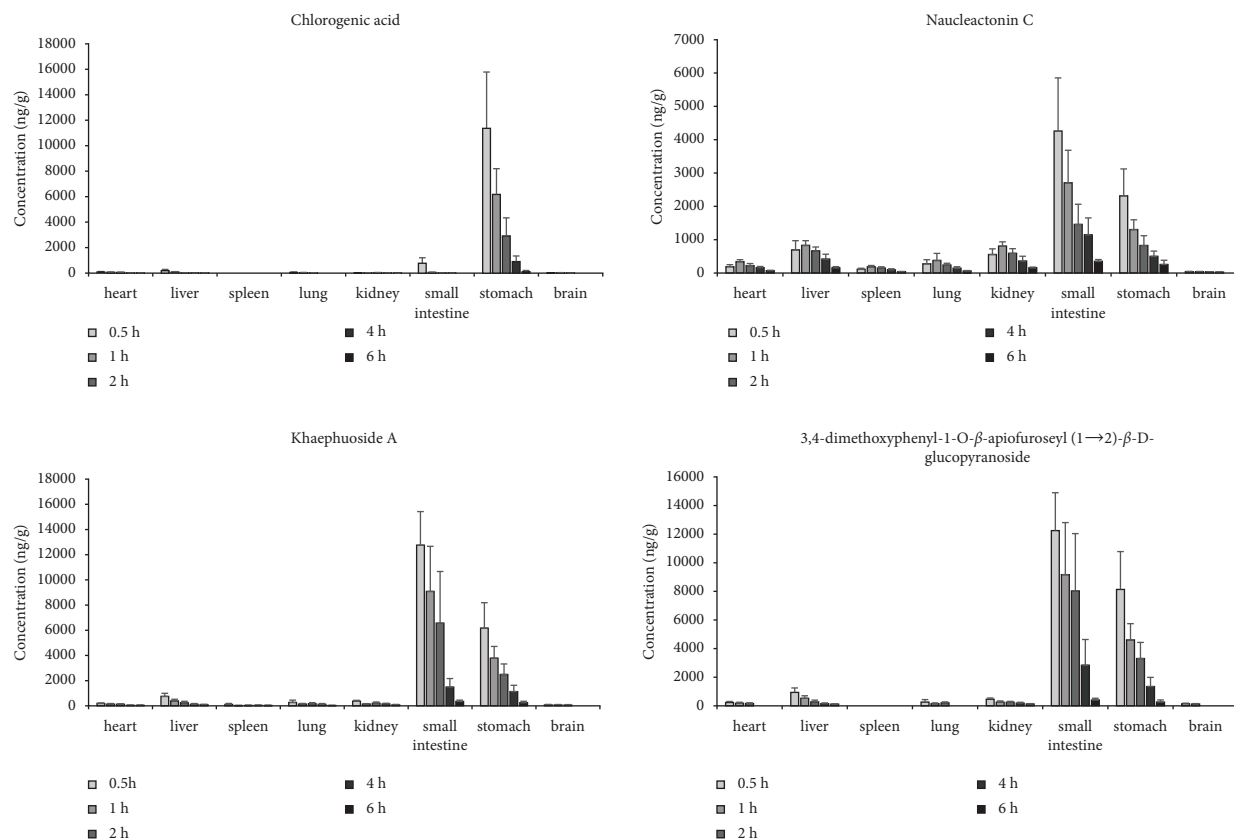 Chlorogenic acid
Concentration (ng/g)
18000
16000
14000
12000
10000
8000
6000
4000
2000
0
heart liver spleen lung kidney small intestine stomach brain
0.5 h
1 h
2 h
4 h
6 h
Naucleactonin C
Concentration (ng/g)
7000
6000
5000
4000
3000
2000
1000
0
heart liver spleen lung kidney small intestine stomach brain
0.5 h
1 h
2 h
4 h
6 h
Khaephuoside A
Concentration (ng/g)
18000
16000
14000
12000
10000
8000
6000
4000
2000
0
heart liver spleen lung kidney small intestine stomach brain
0.5h
1 h
2 h
4 h
6 h
3,4-dimethoxyphenyl-1-O-β-apiofuroseyl (1→2)-β-D-
glucopyranoside
Concentration (ng/g)
16000
14000
12000
10000
8000
6000
4000
2000
0
heart liver spleen lung kidney small intestine stomach brain
0.5 h
1 h
2 h
4 h
6 h